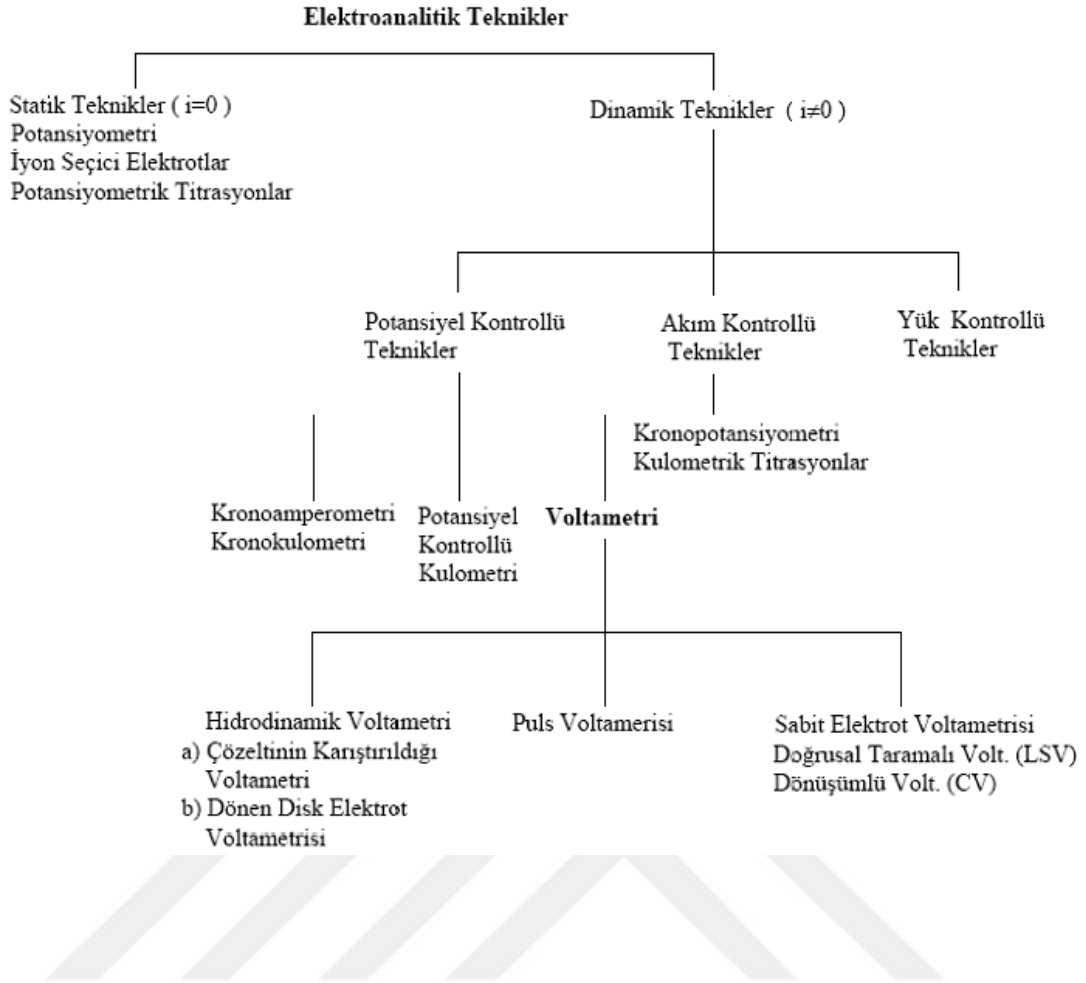 Elektroanalitik Teknikler
Statik Teknikler ( i=0 )
Potansiyometri
İyon Seçici Elektrotlar
Potansiyometrik Titrasyonlar
Dinamik Teknikler ( i≠0 )
Potansiyel Kontrollü
Teknikler
Akım Kontrollü
Teknikler
Yük Kontrollü
Teknikler
Kronopotansiyometri
Kulometrik Titrasyonlar
Kronoamperometri
Kronokulometri
Potansiyel
Kontrollü
Kulometri
Voltametri
Hidrodinamik Voltametri
a) Çözeltinin Karıştırıldığı
Voltametri
b) Dönen Disk Elektrot
Voltametrisi
Puls Voltamerisi
Sabit Elektrot Voltametrisi
Doğrusal Taramalı Volt. (LSV)
Dönüşümlü Volt. (CV)